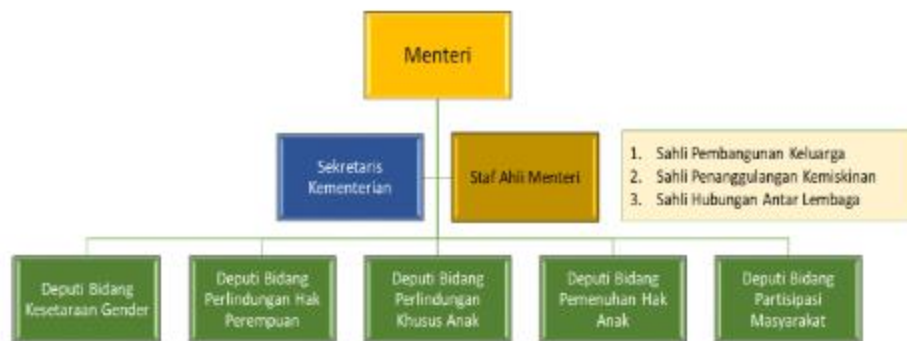 Menteri
Sekretaris
Kementerian
Staf Ahli Menteri
1. Sahli Pembangunan Keluarga
2. Sahli Penanggulangan Kemiskinan
3. Sahli Hubungan Antar Lembaga
Deputi Bidang
Kesetaraan Gender
Deputi Bidang
Perlindungan Hak
Perempuan
Deputi Bidang
Perlindungan
Khusus Anak
Deputi Bidang
Pemenuhan Hak
Anak
Deputi Bidang
Partisipasi
Masyarakat